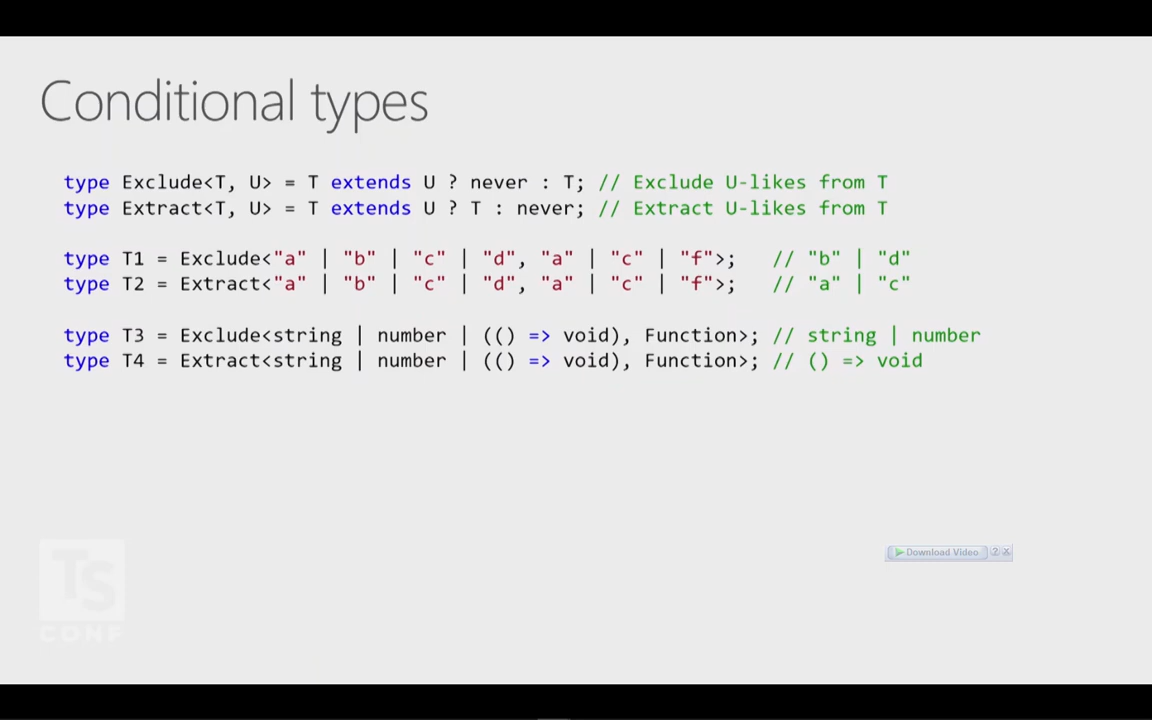 Conditional types
type Exclude<T, U> = T extends U ? never : T; // Exclude U-likes from T
type Extract<T, U> = T extends U ? T : never; // Extract U-likes from T
type T1 = Exclude<"a" | "b" | "c" | "d", "a" | "c" | "f">; // "b" | "d"
type T2 = Extract<"a" | "b" | "c" | "d", "a" | "c" | "f">; // "a" | "c"
type T3 = Exclude<string | number | (() => void), Function>; // string | number
type T4 = Extract<string | number | (() => void), Function>; // () => void
Download Video ? X
TS
CONF